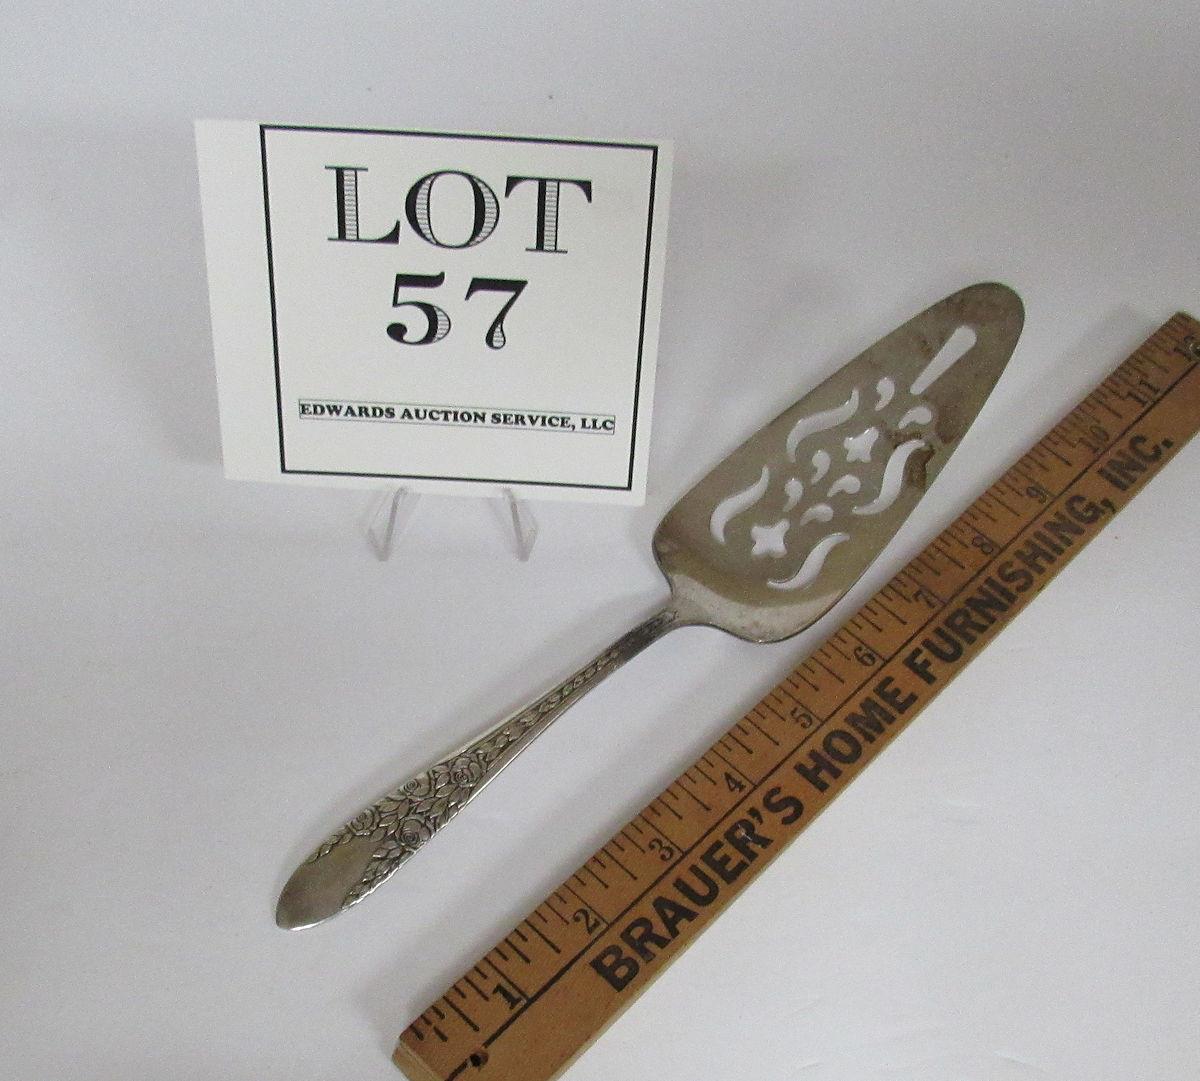 LOT
57
EDWARDS AUCTION SERVICE, LLC
1 2 3 4 5 6 7 8 9 10 11 12
BRAUER'S HOME FURNISHING, INC.